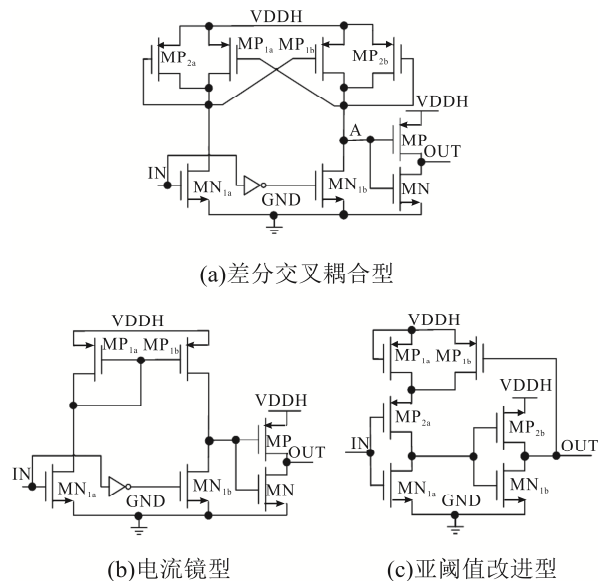 VDDH
MP2a MP1a MP1b MP2b
VDDH
A MP
OUT
IN MN1a GND MN1b MN
(a)差分交叉耦合型
VDDH
MP1a MP1b
VDDH
MP
OUT
IN MN1a GND MN1b MN
(b)电流镜型
VDDH
MP1a MP1b
VDDH
MP2a MP2b
IN OUT
MN1a MN1b
GND
(c)亚阈值改进型